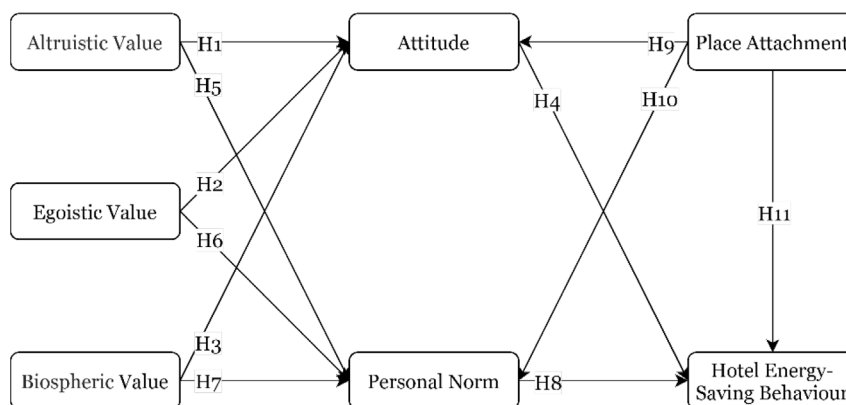 Altruistic Value
H1
Attitude
H9
Place Attachment
H5
H4
H10
H2
Egoistic Value
H6
H11
H3
Biospheric Value
H7
Personal Norm
H8
Hotel Energy-
Saving Behaviour